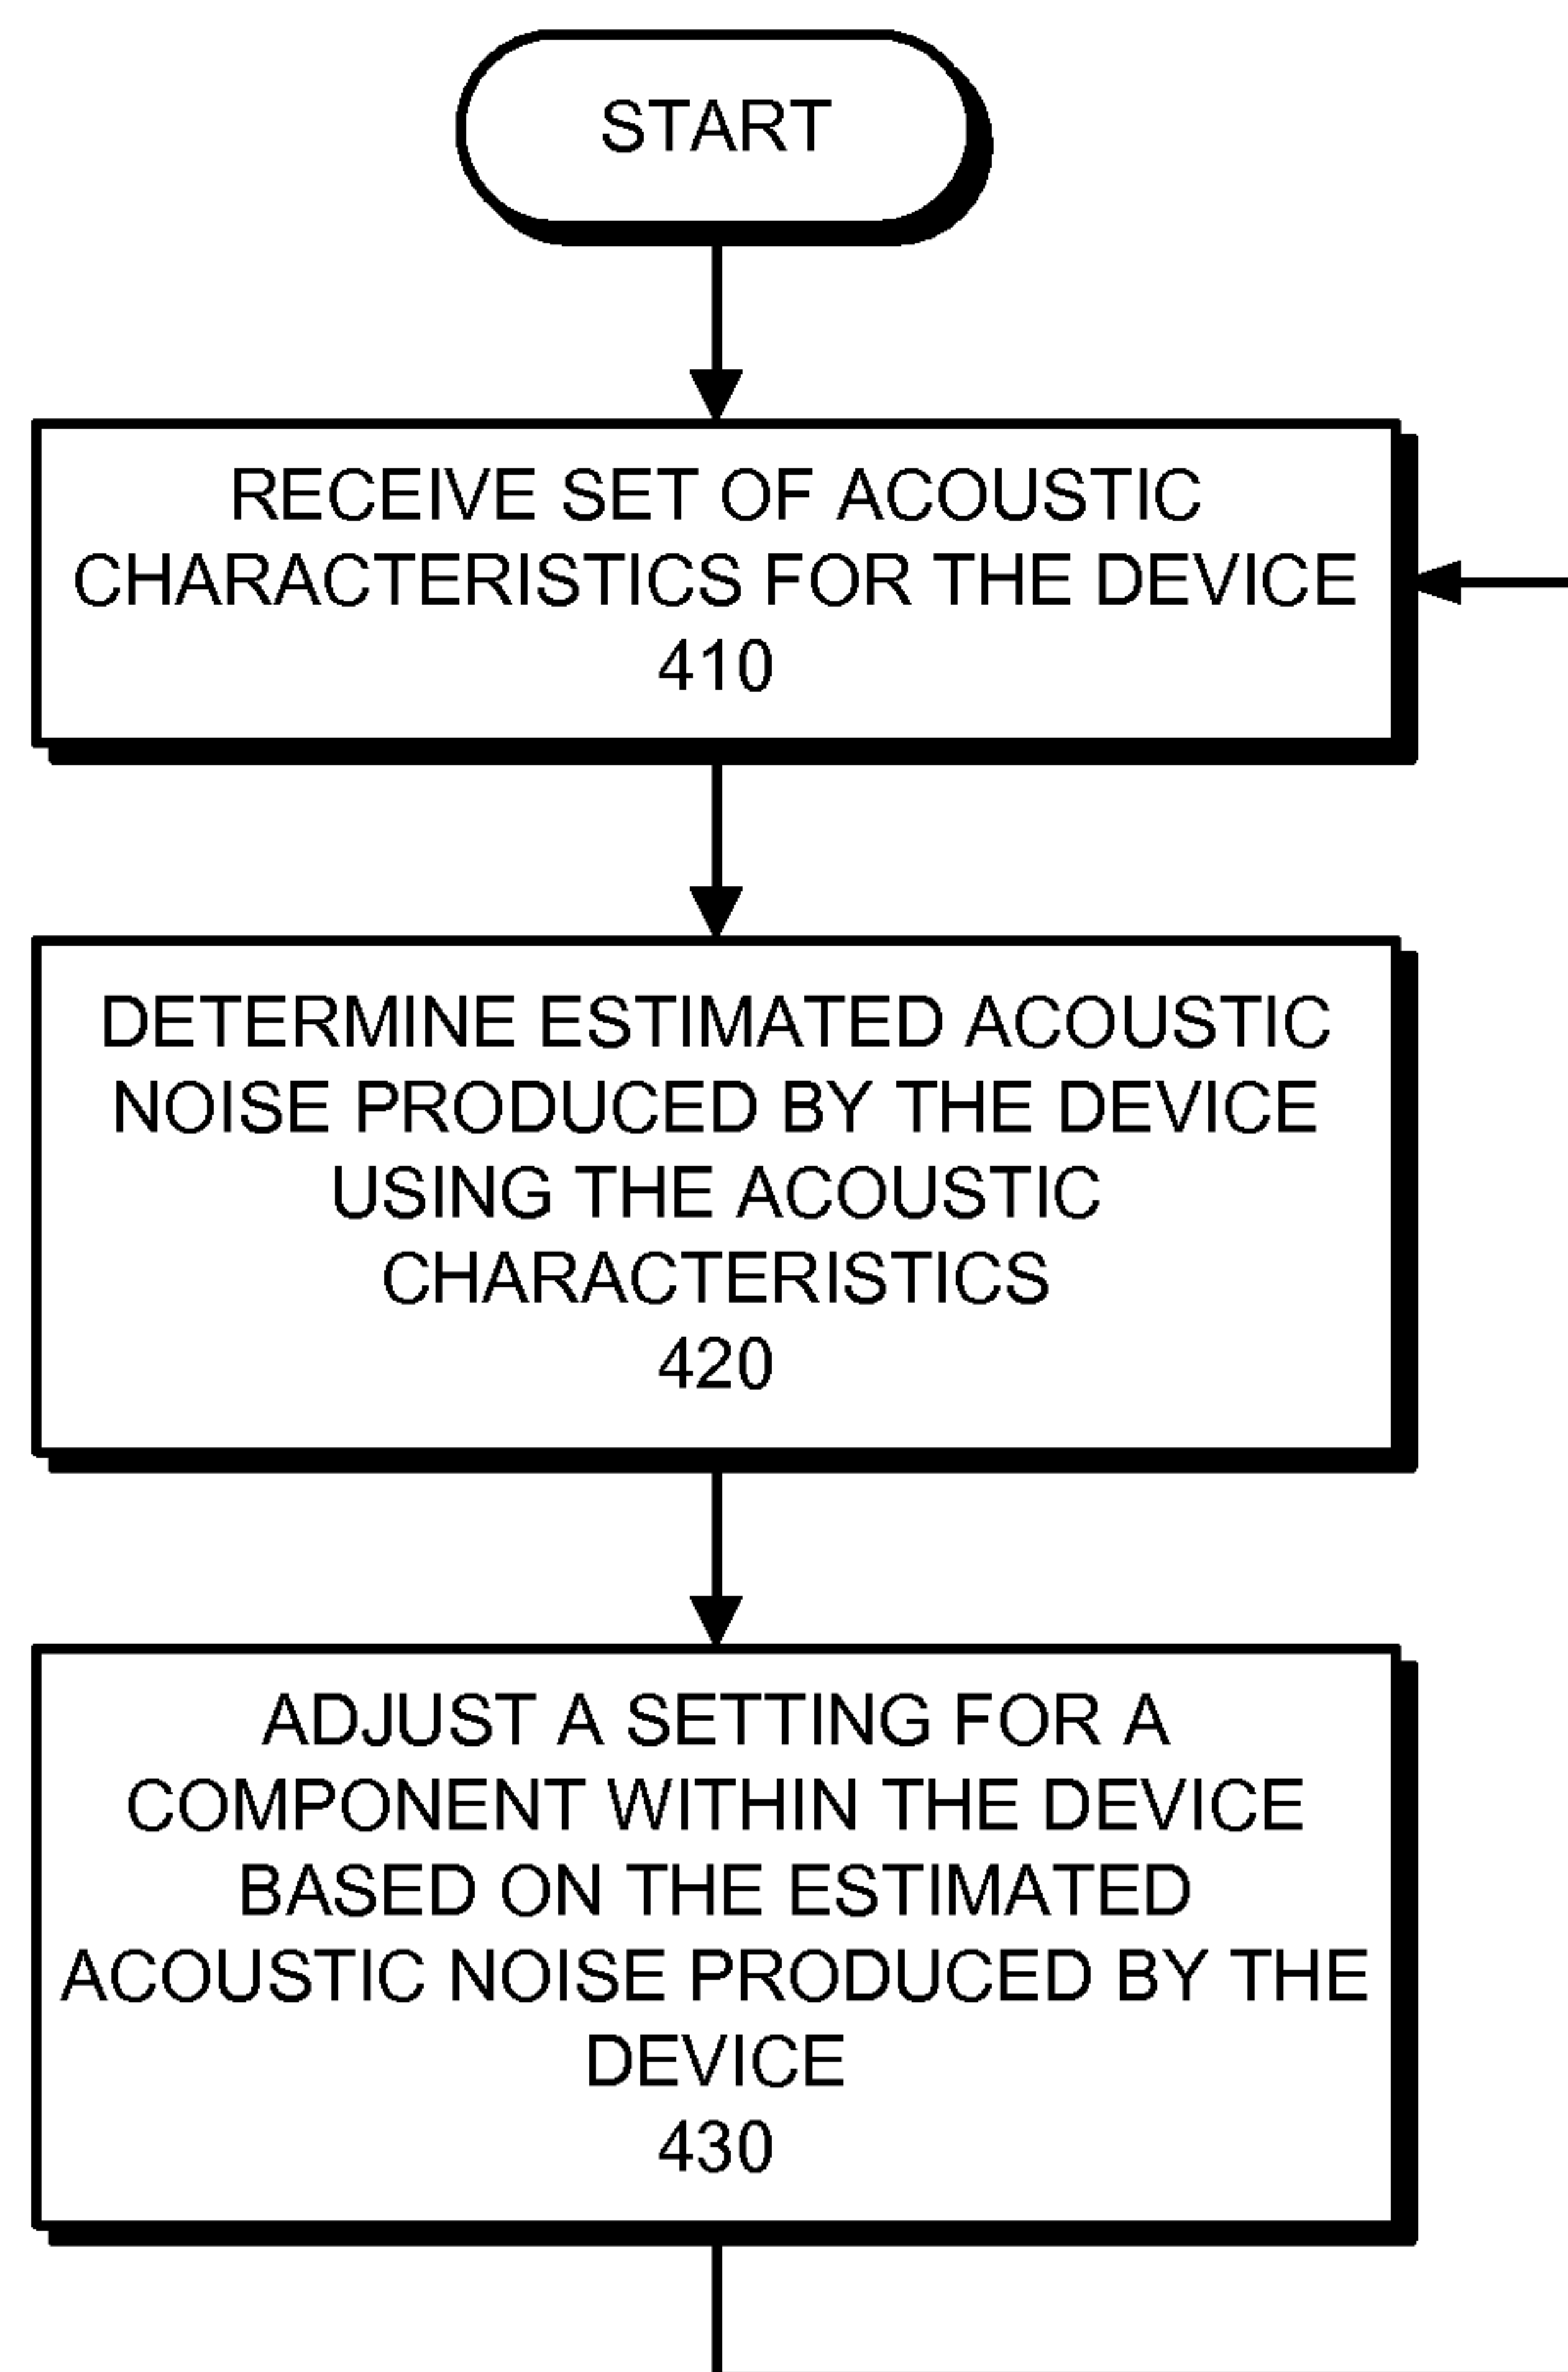 START
RECEIVE SET OF ACOUSTIC
CHARACTERISTICS FOR THE DEVICE
410
DETERMINE ESTIMATED ACOUSTIC
NOISE PRODUCED BY THE DEVICE
USING THE ACOUSTIC
CHARACTERISTICS
420
ADJUST A SETTING FOR A
COMPONENT WITHIN THE DEVICE
BASED ON THE ESTIMATED
ACOUSTIC NOISE PRODUCED BY THE
DEVICE
430